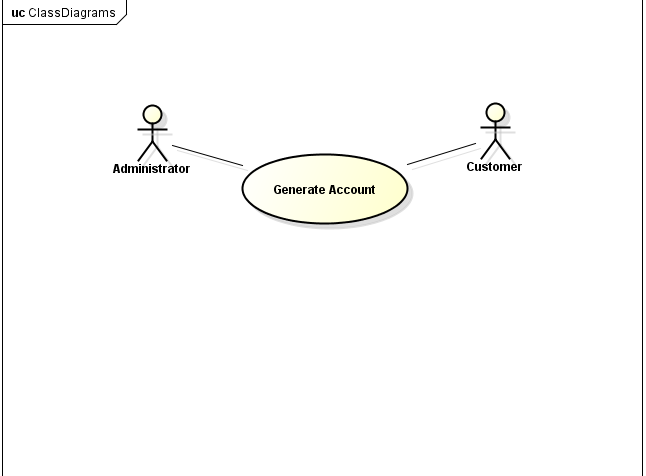 uc ClassDiagrams
Administrator
Customer
Generate Account